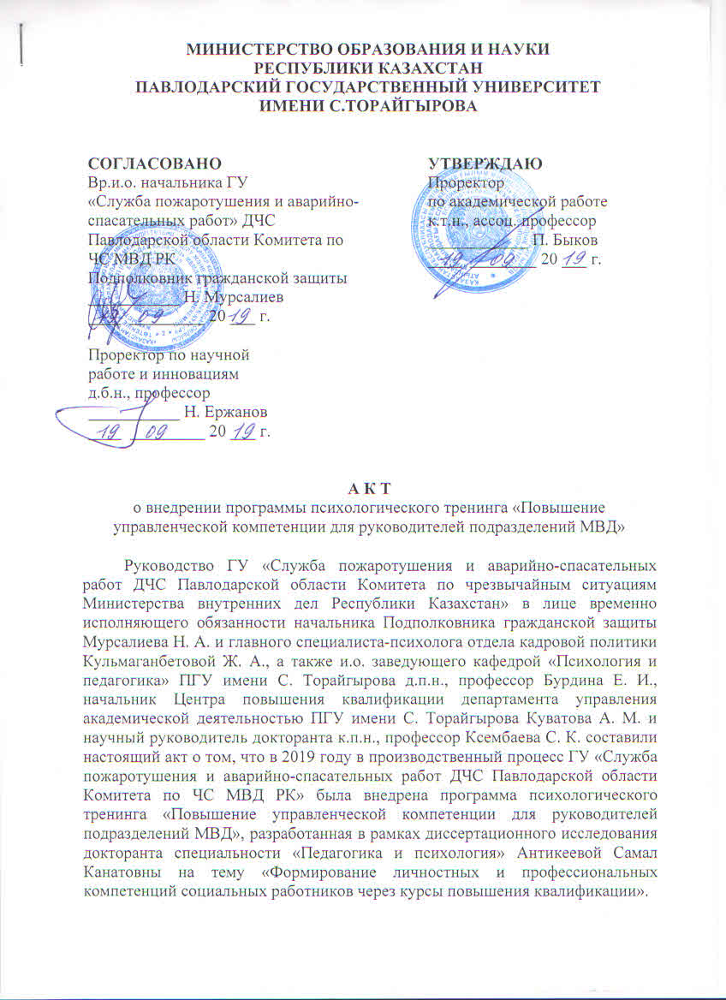 МИНИСТЕРСТВО ОБРАЗОВАНИЯ И НАУКИ
РЕСПУБЛИКИ КАЗАХСТАН
ПАВЛОДАРСКИЙ ГОСУДАРСТВЕННЫЙ УНИВЕРСИТЕТ
ИМЕНИ С.ТОРАЙГЫРОВА
СОГЛАСОВАНО
Вр.и.о. начальника ГУ
«Служба пожаротушения и аварийно-
спасательных работ» ДЧС
Павлодарской области Комитета по
ЧС МВД РК
Подполковник гражданской защиты
Н. Мурсалиев
19 09 20 19 г.
Проректор по научной
работе и инновациям
д.б.н., профессор
Н. Ержанов
19 09 20 19 г.
УТВЕРЖДАЮ
Проректор
по академической работе
к.т.н., ассоц. профессор
П. Быков
19 09 20 19 г.
А К Т
о внедрении программы психологического тренинга «Повышение
управленческой компетенции для руководителей подразделений МВД»
Руководство ГУ «Служба пожаротушения и аварийно-спасательных
работ ДЧС Павлодарской области Комитета по чрезвычайным ситуациям
Министерства внутренних дел Республики Казахстан» в лице временно
исполняющего обязанности начальника Подполковника гражданской защиты
Мурсалиева Н. А. и главного специалиста-психолога отдела кадровой политики
Кульмаганбетовой Ж. А., а также и.о. заведующего кафедрой «Психология и
педагогика» ПГУ имени С. Торайгырова д.п.н., профессор Бурдина Е. И.,
начальник Центра повышения квалификации департамента управления
академической деятельностью ПГУ имени С. Торайгырова Куватова А. М. и
научный руководитель докторанта к.п.н., профессор Ксембаева С. К. составили
настоящий акт о том, что в 2019 году в производственный процесс ГУ «Служба
пожаротушения и аварийно-спасательных работ ДЧС Павлодарской области
Комитета по ЧС МВД РК» была внедрена программа психологического
тренинга «Повышение управленческой компетенции для руководителей
подразделений МВД», разработанная в рамках диссертационного исследования
докторанта специальности «Педагогика и психология» Антикеевой Самал
Канатовны на тему «Формирование личностных и профессиональных
компетенций социальных работников через курсы повышения квалификации».